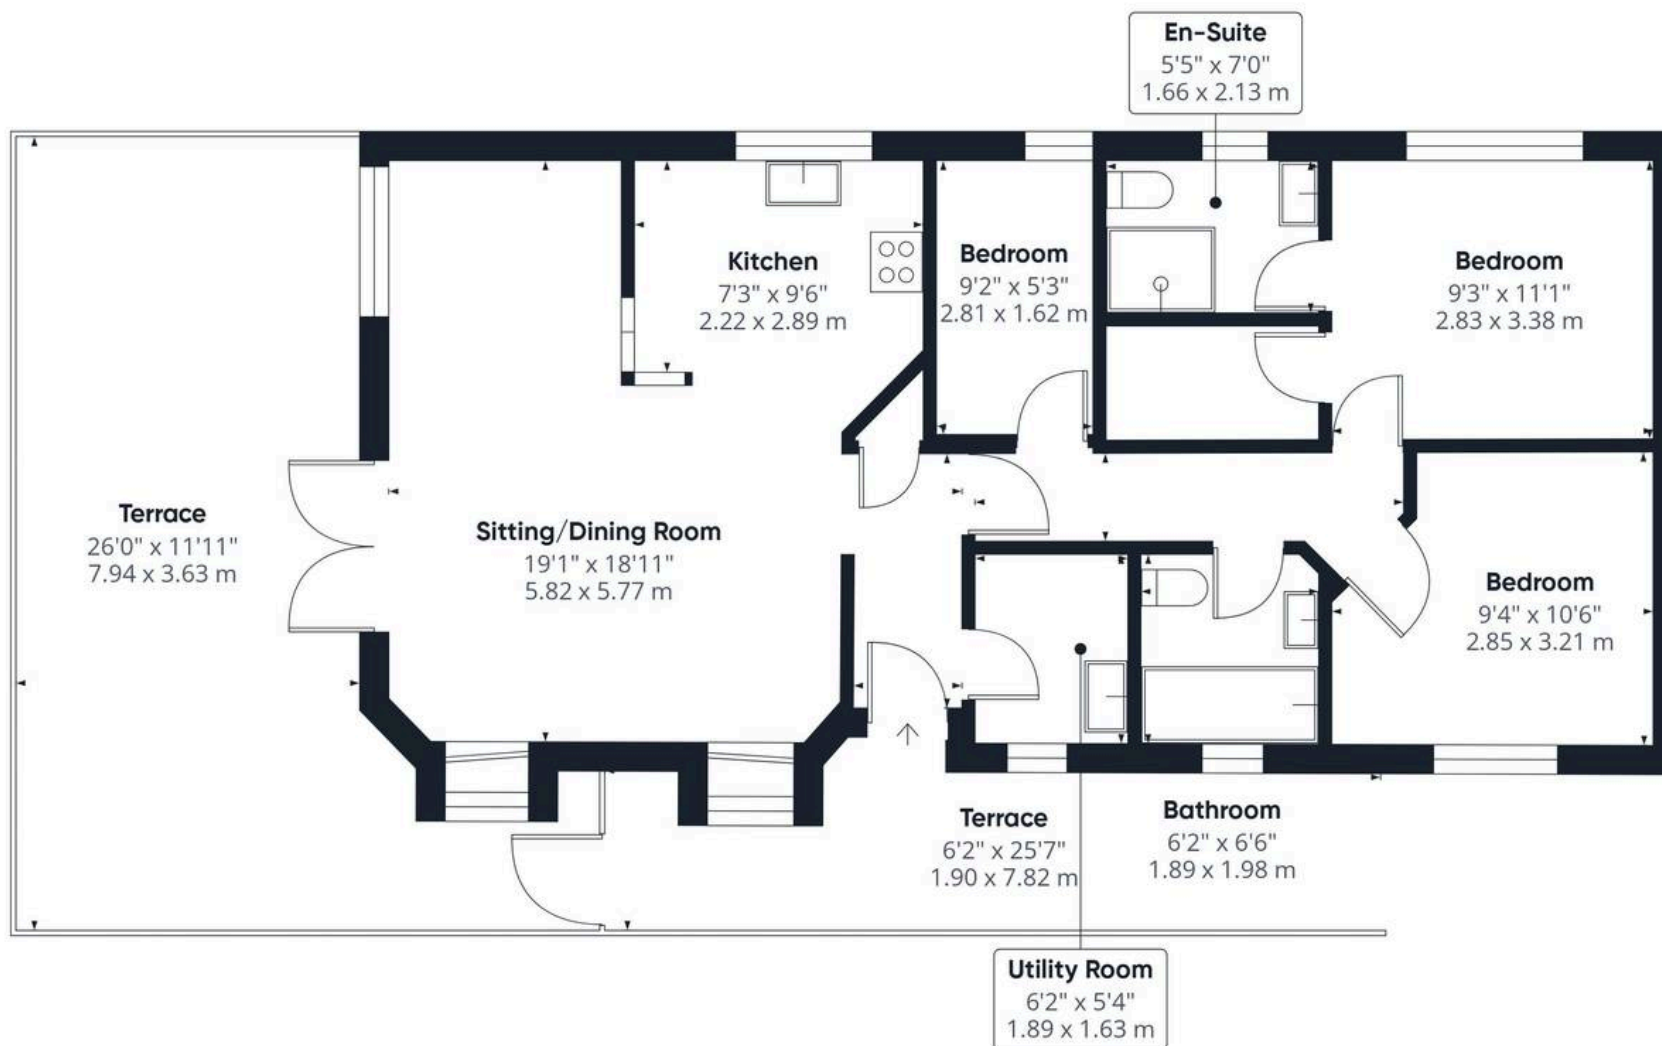 En-Suite
5'5" x 7'0"
1.66 x 2.13 m
Kitchen
7'3" x 9'6"
2.22 x 2.89 m
Bedroom
9'2" x 5'3"
2.81 x 1.62 m
Bedroom
9'3" x 11'1"
2.83 x 3.38 m
Terrace
26'0" x 11'11"
7.94 x 3.63 m
Sitting/Dining Room
19'1" x 18'11"
5.82 x 5.77 m
Bedroom
9'4" x 10'6"
2.85 x 3.21 m
Terrace
6'2" x 25'7"
1.90 x 7.82 m
Bathroom
6'2" x 6'6"
1.89 x 1.98 m
Utility Room
6'2" x 5'4"
1.89 x 1.63 m